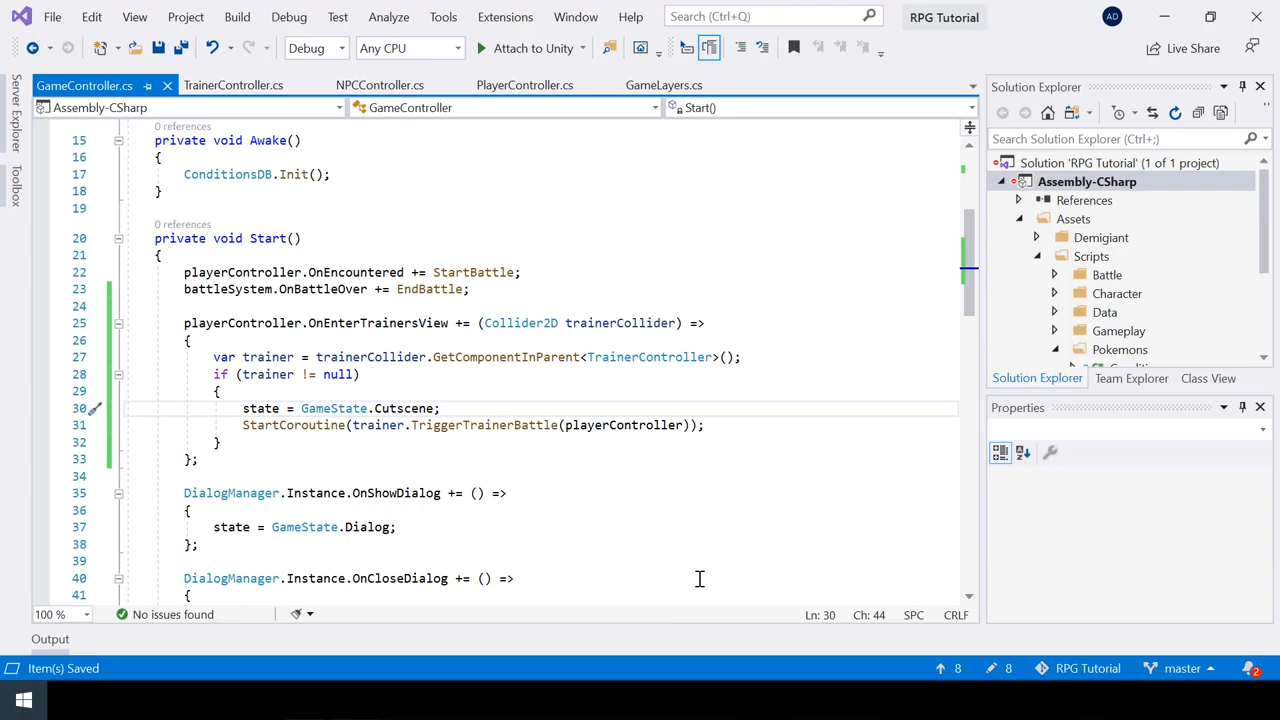 File Edit View Project Build Debug Test Analyze Tools Extensions Window Help Search (Ctrl+Q) RPG Tutorial AD
Debug Any CPU Attach to Unity Live Share
Server Explorer
Toolbox
GameController.cs TrainerController.cs NPCController.cs PlayerController.cs GameLayers.cs
Assembly-CSharp GameController Start()
0 references
15 private void Awake()
16 {
17 ConditionsDB.Init();
18 }
19
0 references
20 private void Start()
21 {
22 playerController.OnEncountered += StartBattle;
23 battleSystem.OnBattleOver += EndBattle;
24
25 playerController.OnEnterTrainersView += (Collider2D trainerCollider) =>
26 {
27 var trainer = trainerCollider.GetComponentInParent<TrainerController>();
28 if (trainer != null)
29 {
30 state = GameState.Cutscene;
31 StartCoroutine(trainer.TriggerTrainerBattle(playerController));
32 }
33 };
34
35 DialogManager.Instance.OnShowDialog += () =>
36 {
37 state = GameState.Dialog;
38 };
39
40 DialogManager.Instance.OnCloseDialog += () =>
41 {
100 % No issues found Ln: 30 Ch: 44 SPC CRLF
Output
Item(s) Saved 8 8 RPG Tutorial master 2
Solution Explorer
Search Solution Explorer (Ctrl+;)
Solution 'RPG Tutorial' (1 of 1 project)
Assembly-CSharp
References
Assets
Demigiant
Scripts
Battle
Character
Data
Gameplay
Pokemons
Solution Explorer Team Explorer Class View
Properties